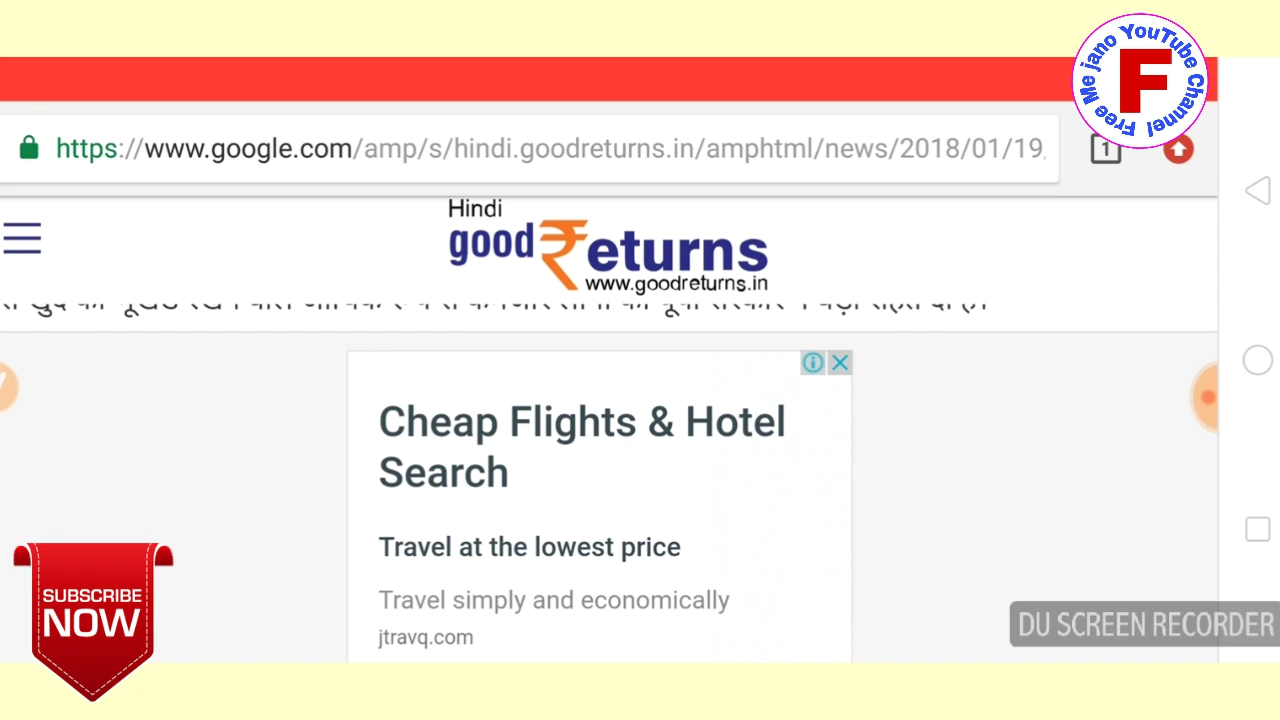 Free Me jano YouTube Channel
F
https://www.google.com/amp/s/hindi.goodreturns.in/amphtml/news/2018/01/19,
1
Hindi
good₹eturns
www.goodreturns.in
Cheap Flights & Hotel
Search
Travel at the lowest price
Travel simply and economically
jtravq.com
SUBSCRIBE
NOW
DU SCREEN RECORDER